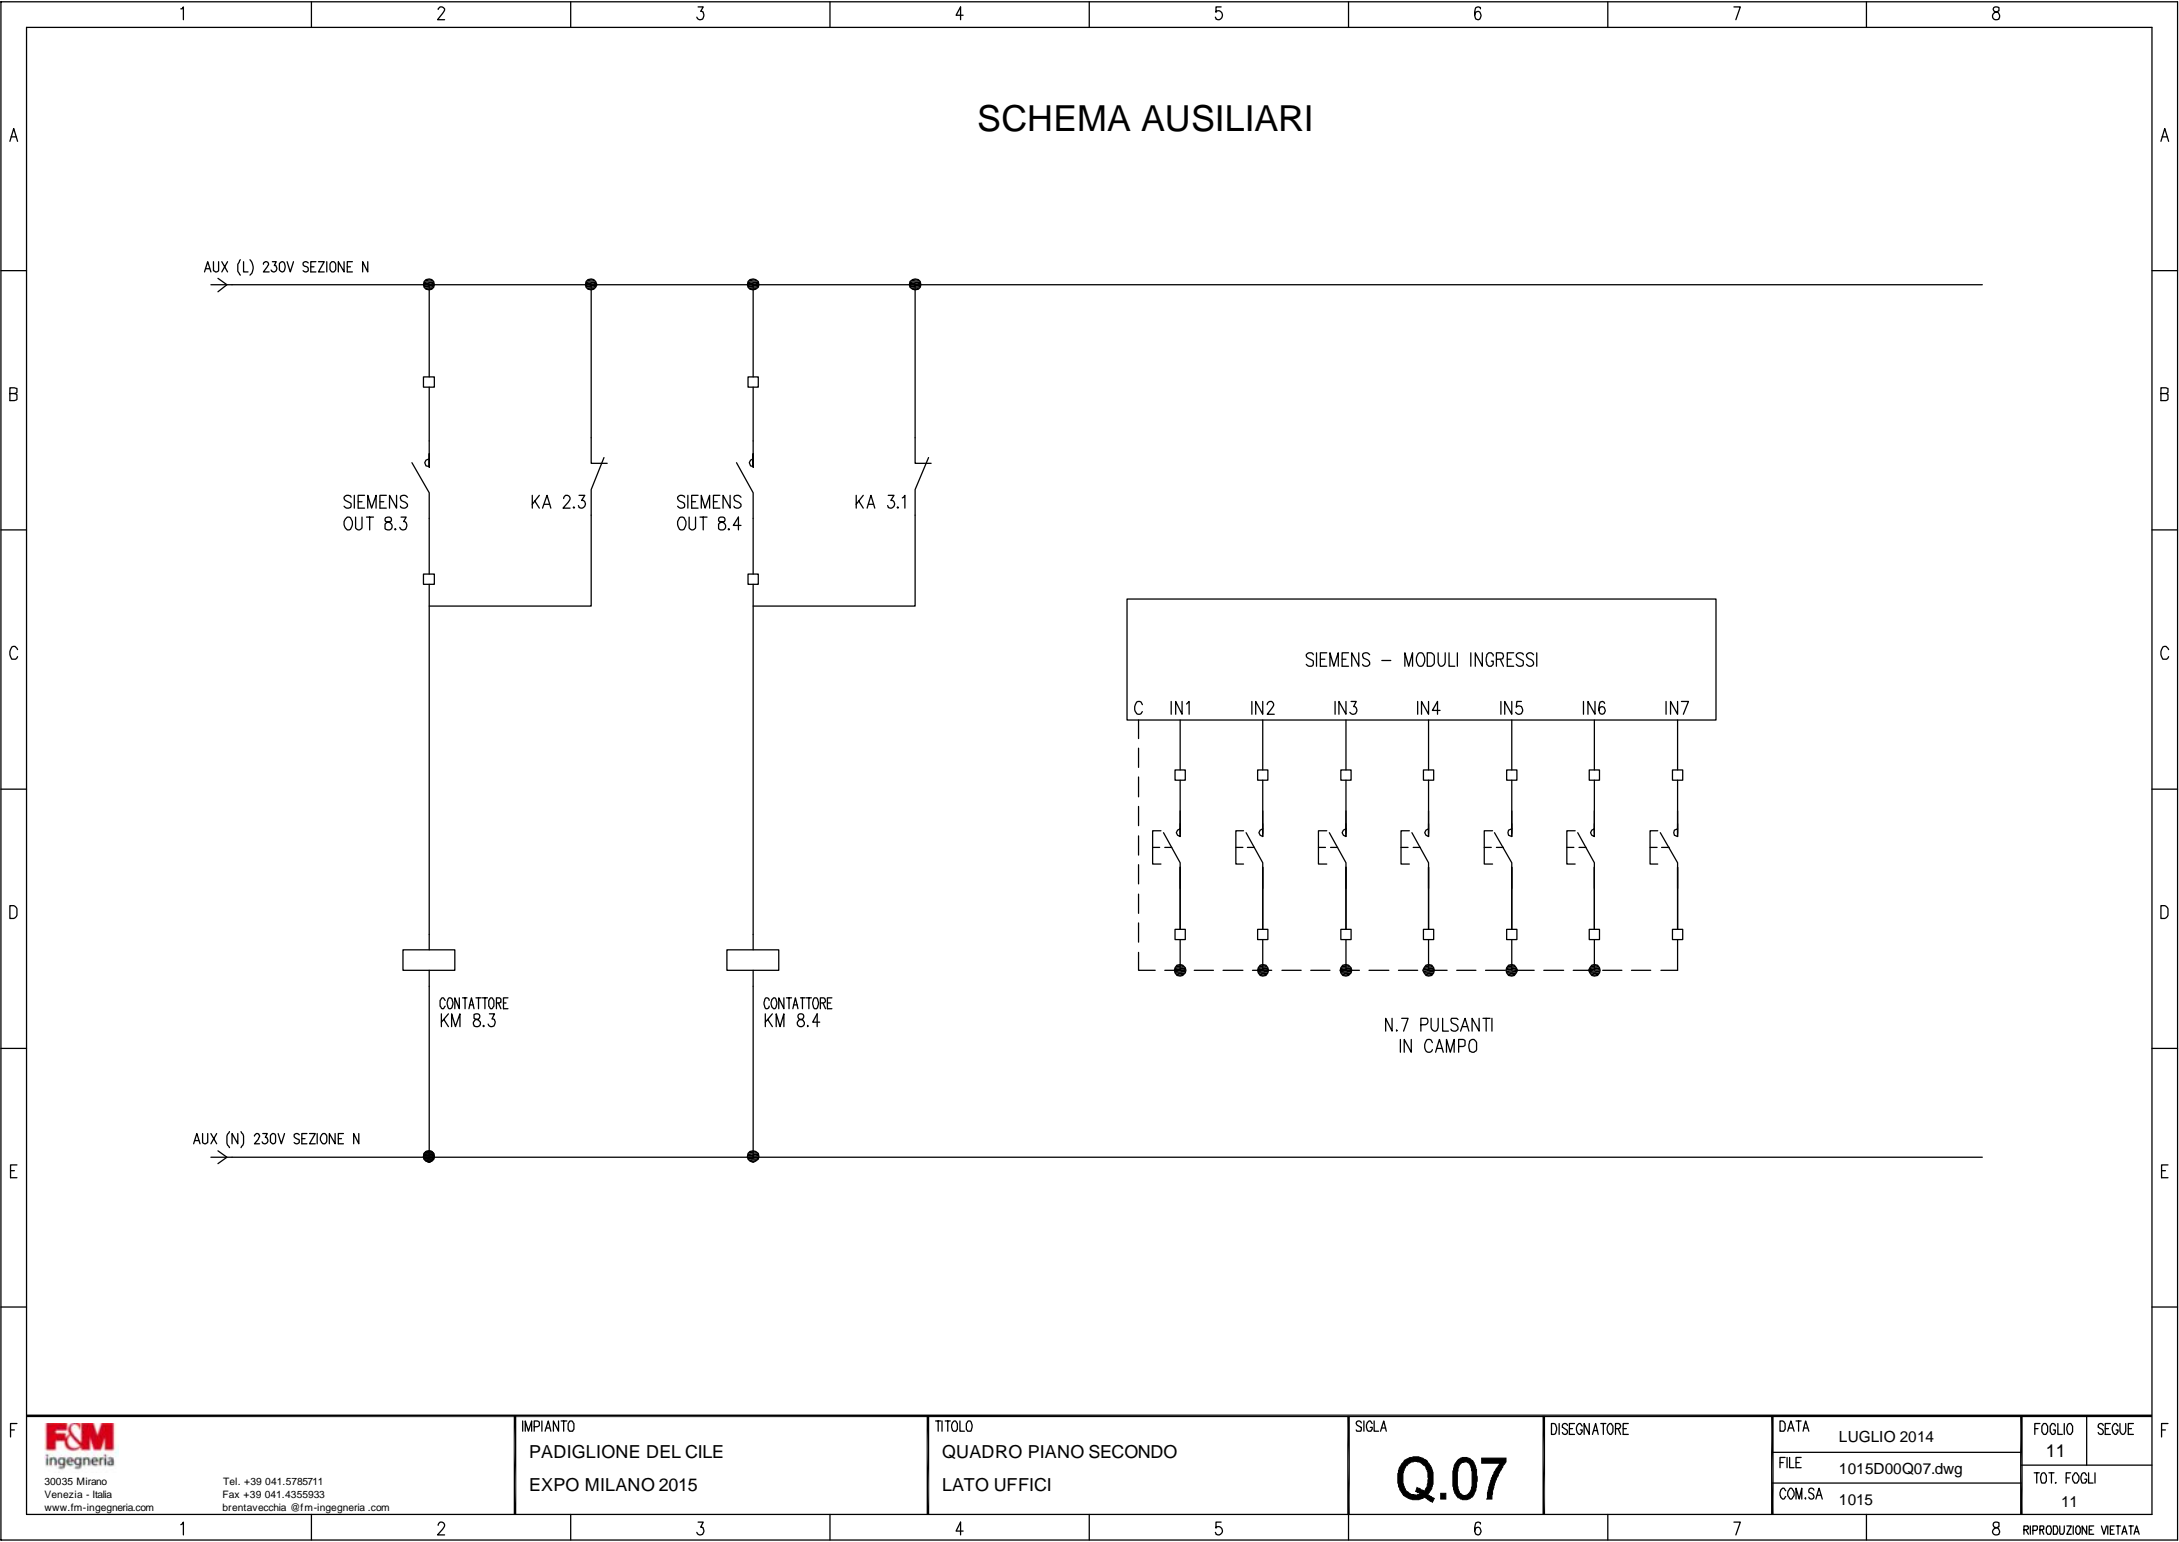 1 2 3 4 5 6 7 8
SCHEMA AUSILIARI
A A
AUX (L) 230V SEZIONE N
B B
SIEMENS
OUT 8.3
KA 2.3
SIEMENS
OUT 8.4
KA 3.1
C C
SIEMENS – MODULI INGRESSI
C IN1 IN2 IN3 IN4 IN5 IN6 IN7
D D
CONTATTORE
KM 8.3
CONTATTORE
KM 8.4
N.7 PULSANTI
IN CAMPO
AUX (N) 230V SEZIONE N
E E
F F
F&M
ingegneria
30035 Mirano
Venezia - Italia
www.fm-ingegneria.com
Tel. +39 041.5785711
Fax +39 041.4355933
brentavecchia @fm-ingegneria .com
IMPIANTO
PADIGLIONE DEL CILE
EXPO MILANO 2015
TITOLO
QUADRO PIANO SECONDO
LATO UFFICI
SIGLA
Q.07
DISEGNATORE
DATA LUGLIO 2014
FILE 1015D00Q07.dwg
COM.SA 1015
FOGLIO
11
SEGUE
TOT. FOGLI
11
1 2 3 4 5 6 7 8
RIPRODUZIONE VIETATA